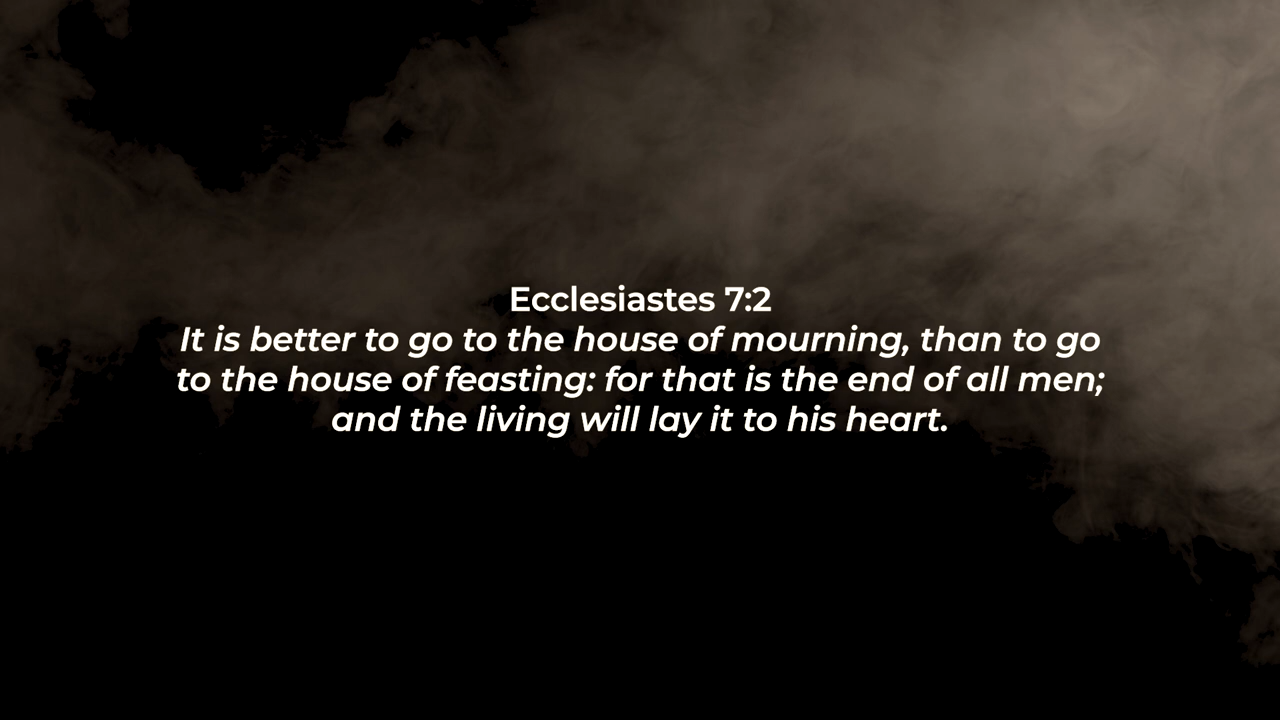 Ecclesiastes 7:2
It is better to go to the house of mourning, than to go
to the house of feasting: for that is the end of all men;
and the living will lay it to his heart.